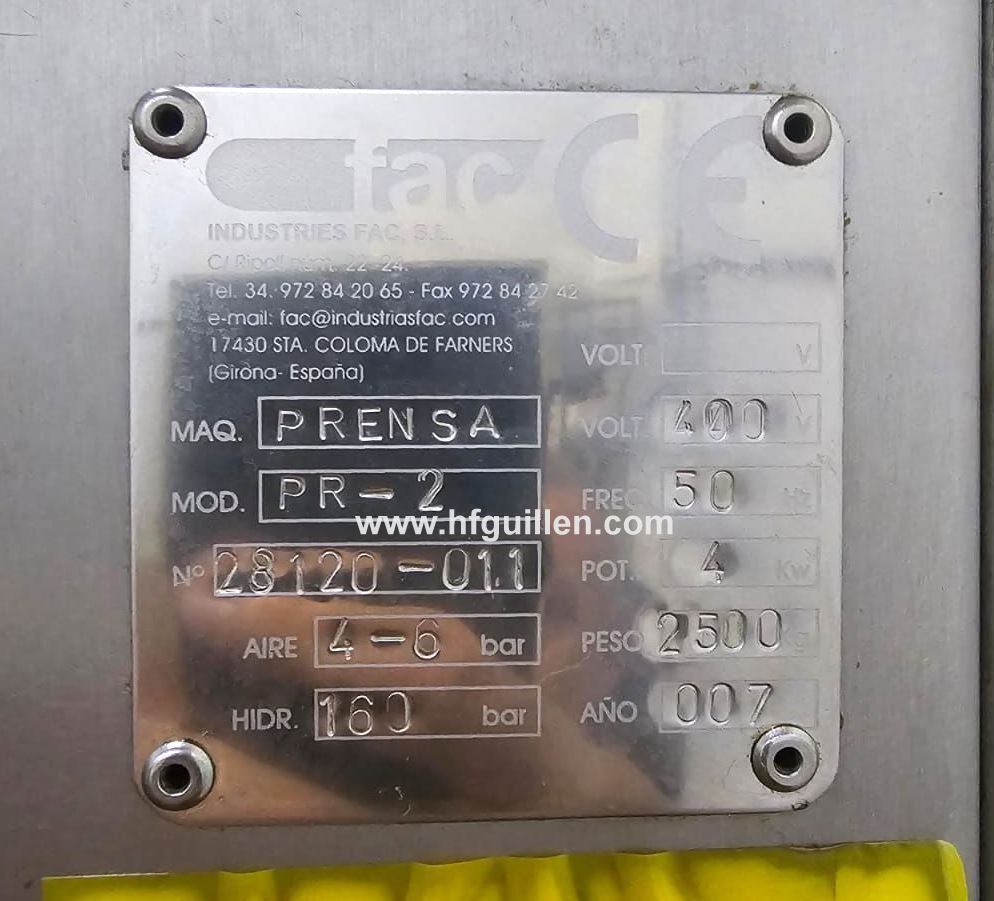 fac CE
INDUSTRIES FAC, S.L.
C/ Ripoll núm. 22-24.
Tel. 34. 972 84 20 65 - Fax 972 84 27 42
e-mail: fac@industriasfac.com
17430 STA. COLOMA DE FARNERS
(Girona- España)
MAQ. PRENSA
MOD. PR-2
Nº 28120-011
AIRE 4-6 bar
HIDR. 160 bar
VOLT. V
VOLT. 400 V
FREC. 50 Hz
POT. 4 Kw
PESO 2500
AÑO 007
www.hfguillen.com